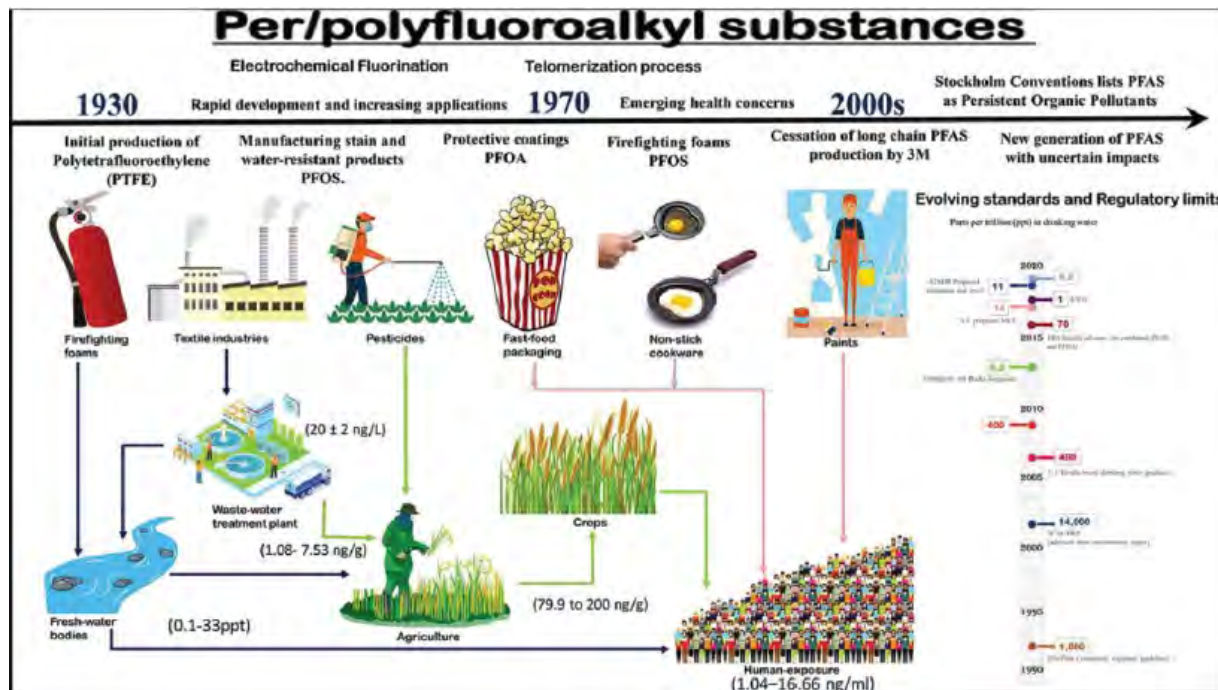 Per/polyfluoroalkyl substances
Electrochemical Fluorination
Telomerization process
Stockholm Conventions lists PFAS
as Persistent Organic Pollutants
1930
Rapid development and increasing applications
1970
Emerging health concerns
2000s
Initial production of
Polytetrafluoroethylene
(PTFE)
Manufacturing stain and
water-resistant products
PFOS.
Protective coatings
PFOA
Firefighting foams
PFOS
Cessation of long chain PFAS
production by 3M
New generation of PFAS
with uncertain impacts
Firefighting
foams
Textile industries
Pesticides
Fast-food
packaging
Non-stick
cookware
Paints
Evolving standards and Regulatory limits
Parts per trillion(ppt) in drinking water
2020
11
1
70
2015
2010
400
400
2005
14,000
2000
1995
1,000
1990
(20 ± 2 ng/L)
Waste-water
treatment plant
(1.08- 7.53 ng/g)
Crops
Fresh-water
bodies
(0.1-33ppt)
Agriculture
(79.9 to 200 ng/g)
Human-exposure
(1.04–16.66 ng/ml)